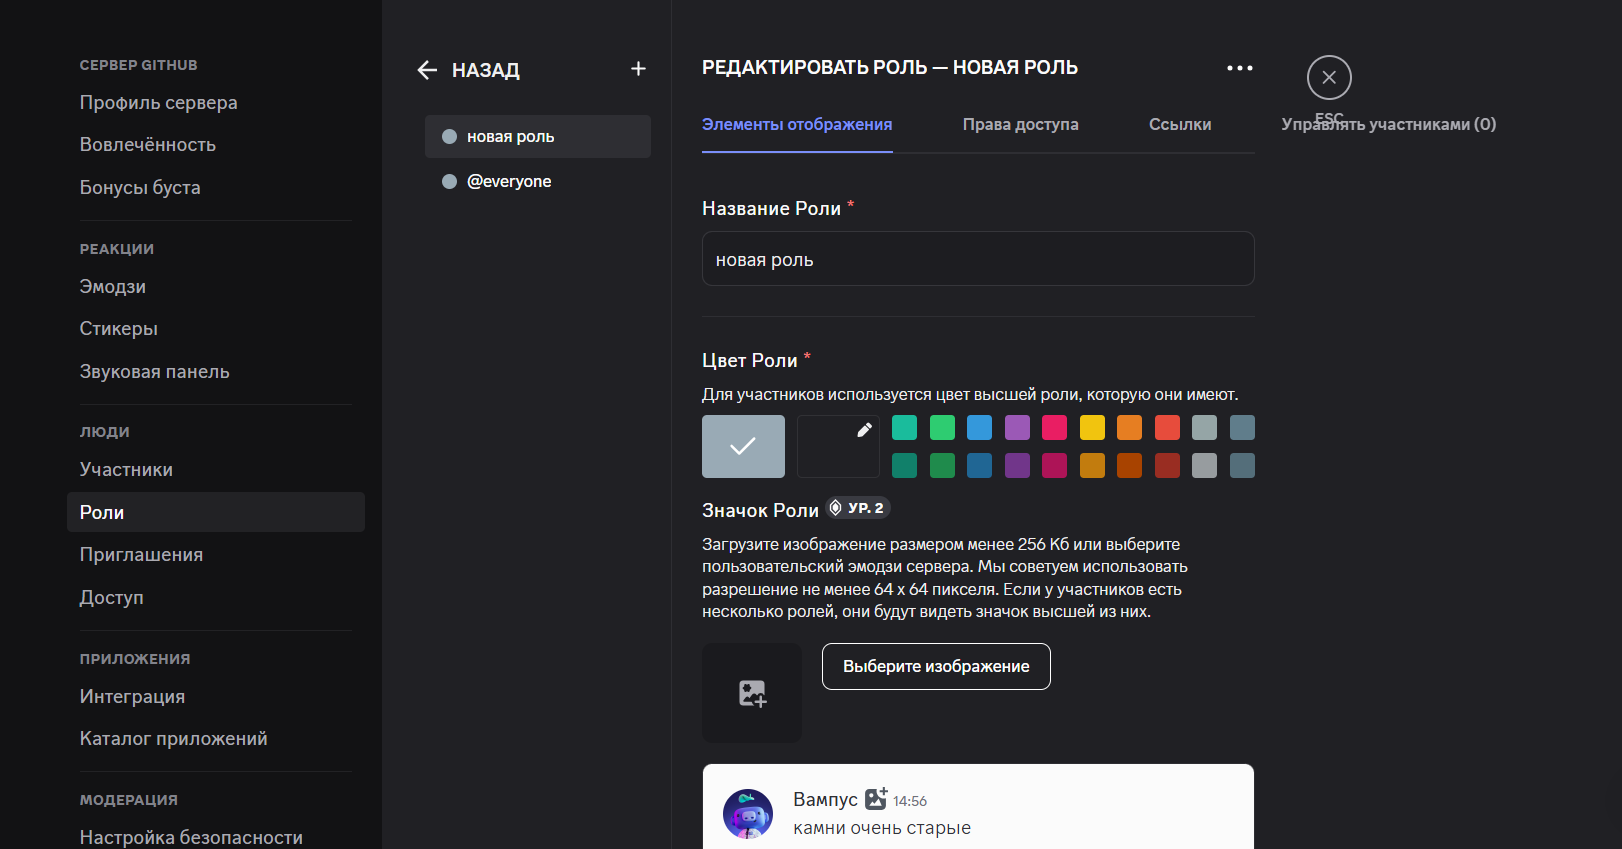 СЕРВЕР GITHUB
Профиль сервера
Вовлечённость
Бонусы буста
РЕАКЦИИ
Эмодзи
Стикеры
Звуковая панель
ЛЮДИ
Участники
Роли
Приглашения
Доступ
ПРИЛОЖЕНИЯ
Интеграция
Каталог приложений
МОДЕРАЦИЯ
Настройка безопасности
НАЗАД
новая роль
@everyone
РЕДАКТИРОВАТЬ РОЛЬ — НОВАЯ РОЛЬ
ESC
Элементы отображения Права доступа Ссылки Управлять участниками (0)
Название Роли *
новая роль
Цвет Роли *
Для участников используется цвет высшей роли, которую они имеют.
Значок Роли УР. 2
Загрузите изображение размером менее 256 Кб или выберите
пользовательский эмодзи сервера. Мы советуем использовать
разрешение не менее 64 x 64 пикселя. Если у участников есть
несколько ролей, они будут видеть значок высшей из них.
Выберите изображение
Вампус 14:56
камни очень старые